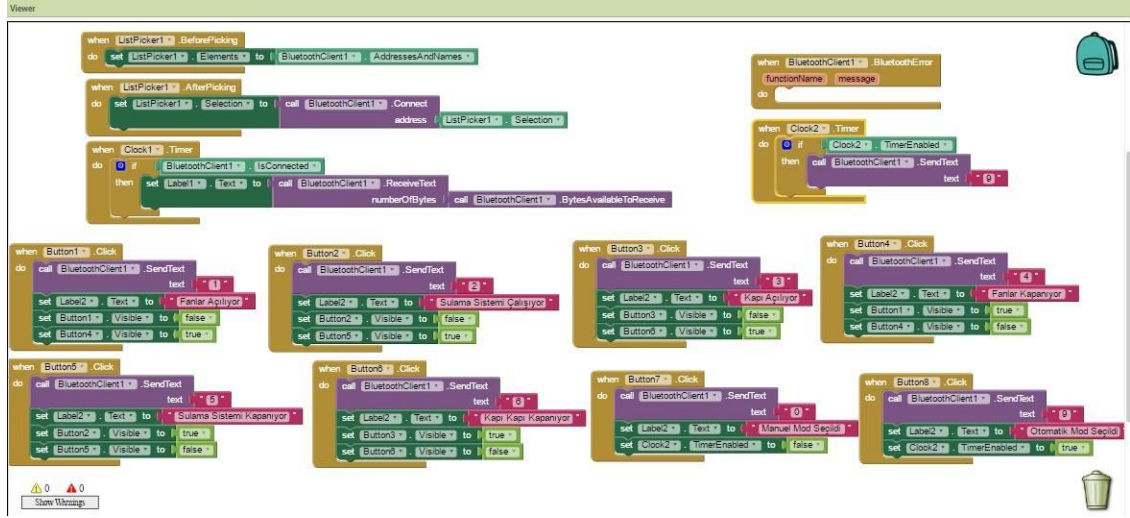 Viewer
when ListPicker1 .BeforePicking
do set ListPicker1 . Elements to BluetoothClient1 . AddressesAndNames
when ListPicker1 .AfterPicking
do set ListPicker1 . Selection to call BluetoothClient1 .Connect
address ListPicker1 . Selection
when Clock1 .Timer
do if BluetoothClient1 . IsConnected
then set Label1 . Text to call BluetoothClient1 .ReceiveText
numberOfBytes call BluetoothClient1 .BytesAvailableToReceive
when BluetoothClient1 .BluetoothError
functionName message
do
when Clock2 .Timer
do if Clock2 . TimerEnabled
then call BluetoothClient1 .SendText
text " 9 "
when Button1 .Click
do call BluetoothClient1 .SendText
text " 1 "
set Label2 . Text to " Fanlar Açılıyor "
set Button1 . Visible to false
set Button4 . Visible to true
when Button2 .Click
do call BluetoothClient1 .SendText
text " 2 "
set Label2 . Text to " Sulama Sistemi Çalışıyor "
set Button2 . Visible to false
set Button5 . Visible to true
when Button3 .Click
do call BluetoothClient1 .SendText
text " 3 "
set Label2 . Text to " Kapı Açılıyor "
set Button3 . Visible to false
set Button6 . Visible to true
when Button4 .Click
do call BluetoothClient1 .SendText
text " 4 "
set Label2 . Text to " Fanlar Kapanıyor "
set Button1 . Visible to true
set Button4 . Visible to false
when Button5 .Click
do call BluetoothClient1 .SendText
text " 5 "
set Label2 . Text to " Sulama Sistemi Kapanıyor "
set Button2 . Visible to true
set Button5 . Visible to false
when Button6 .Click
do call BluetoothClient1 .SendText
text " 6 "
set Label2 . Text to " Kapı Kapı Kapanıyor "
set Button3 . Visible to true
set Button6 . Visible to false
when Button7 .Click
do call BluetoothClient1 .SendText
text " 0 "
set Label2 . Text to " Manuel Mod Seçildi "
set Clock2 . TimerEnabled to false
when Button8 .Click
do call BluetoothClient1 .SendText
text " 9 "
set Label2 . Text to " Otomatik Mod Seçildi
set Clock2 . TimerEnabled to true
0 0
Show Warnings